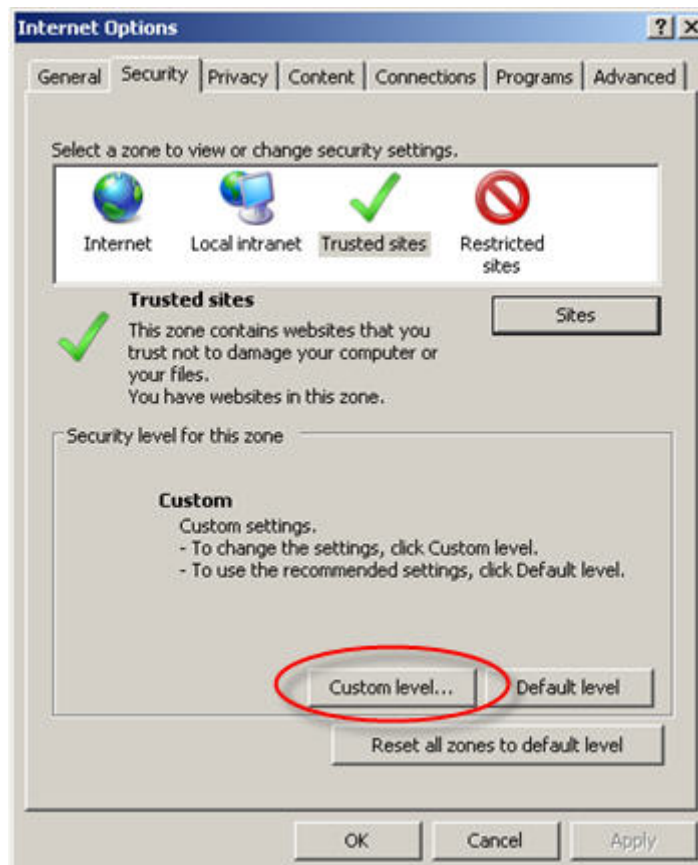 Internet Options
General Security Privacy Content Connections Programs Advanced
Select a zone to view or change security settings.
Internet Local intranet Trusted sites Restricted
sites
Trusted sites
Sites
This zone contains websites that you
trust not to damage your computer or
your files.
You have websites in this zone.
Security level for this zone
Custom
Custom settings.
- To change the settings, click Custom level.
- To use the recommended settings, click Default level.
Custom level... Default level
Reset all zones to default level
OK Cancel Apply